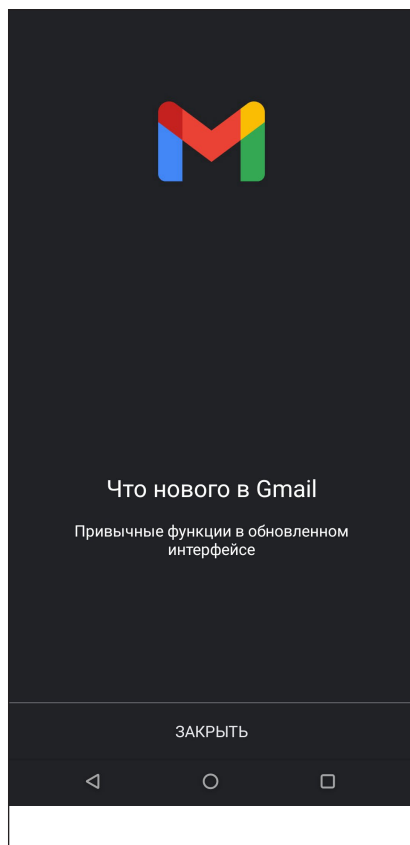 Что нового в Gmail
Привычные функции в обновленном
интерфейсе
ЗАКРЫТЬ